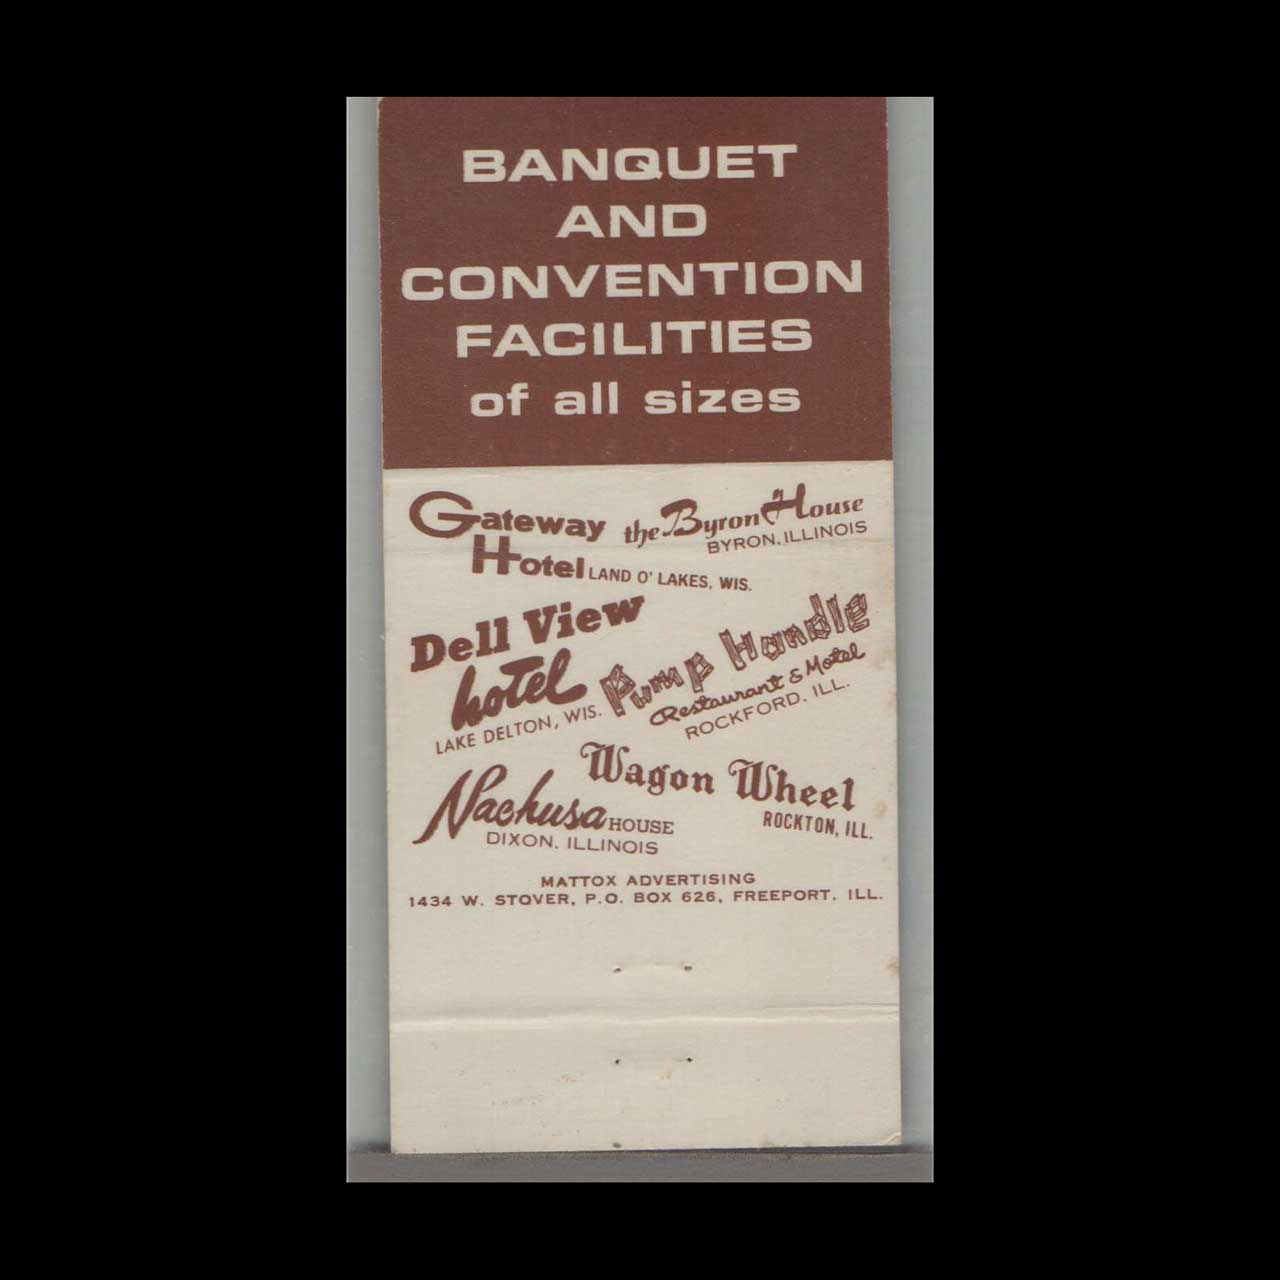 BANQUET
AND
CONVENTION
FACILITIES
of all sizes
Gateway
Hotel LAND O' LAKES, WIS.
the Byron House
BYRON, ILLINOIS
Dell View
hotel
LAKE DELTON, WIS.
Pump Handle
Restaurant & Motel
ROCKFORD. ILL.
Wagon Wheel
ROCKTON, ILL.
Nachusa HOUSE
DIXON, ILLINOIS
MATTOX ADVERTISING
1434 W. STOVER, P.O. BOX 626, FREEPORT. ILL.